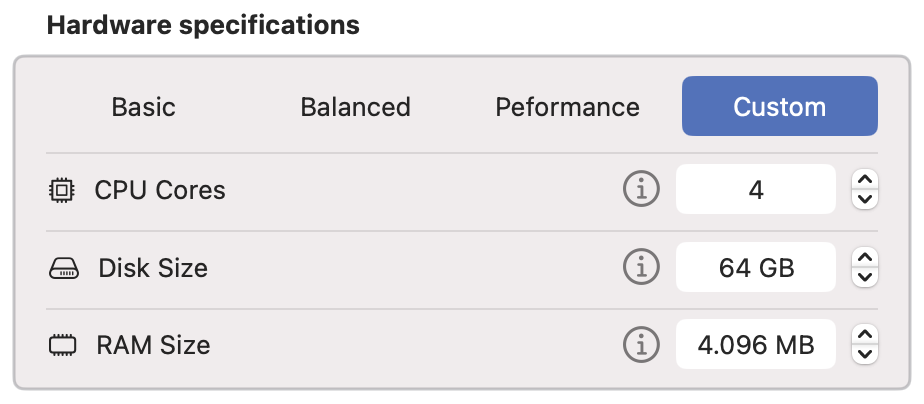 Hardware specifications
Basic Balanced Peformance Custom
CPU Cores 4
Disk Size 64 GB
RAM Size 4.096 MB